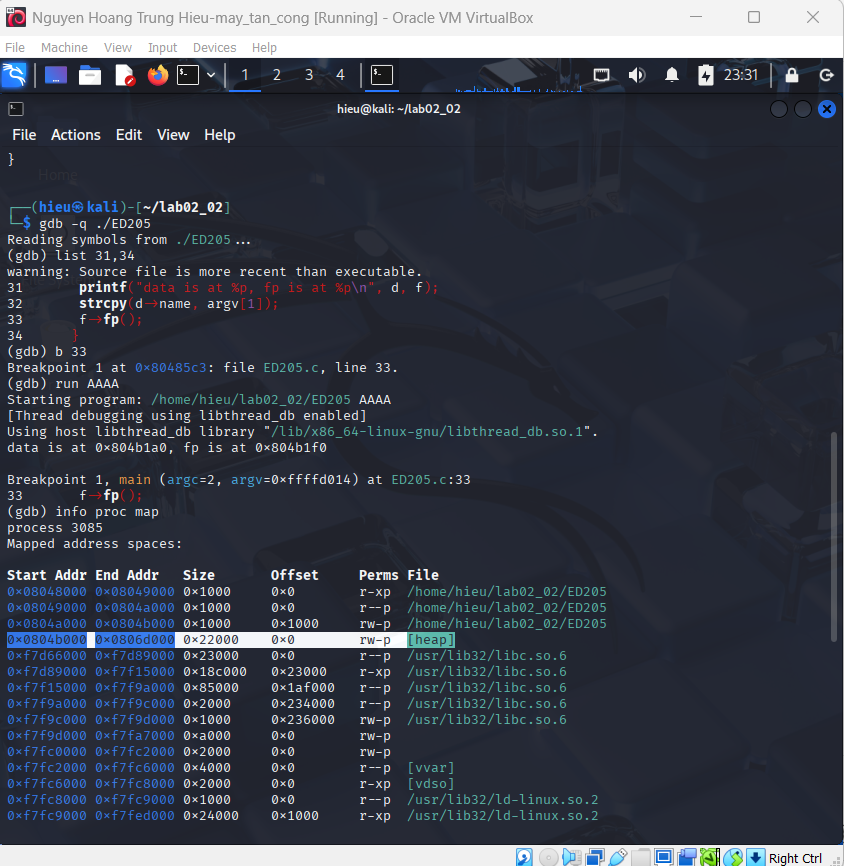 Nguyen Hoang Trung Hieu-may_tan_cong [Running] - Oracle VM VirtualBox
File Machine View Input Devices Help
1 2 3 4 23:31
hieu@kali: ~/lab02_02
File Actions Edit View Help
}
Home
┌──(hieu㉿kali)-[~/lab02_02]
└─$ gdb -q ./ED205
Reading symbols from ./ED205...
(gdb) list 31,34
warning: Source file is more recent than executable.
31 printf("data is at %p, fp is at %p\n", d, f);
32 strcpy(d→name, argv[1]);
33 f→fp();
34 }
(gdb) b 33
Breakpoint 1 at 0×80485c3: file ED205.c, line 33.
(gdb) run AAAA
Starting program: /home/hieu/lab02_02/ED205 AAAA
[Thread debugging using libthread_db enabled]
Using host libthread_db library "/lib/x86_64-linux-gnu/libthread_db.so.1".
data is at 0×804b1a0, fp is at 0×804b1f0
Breakpoint 1, main (argc=2, argv=0×ffffd014) at ED205.c:33
33 f→fp();
(gdb) info proc map
process 3085
Mapped address spaces:
Start Addr End Addr Size Offset Perms File
0×08048000 0×08049000 0×1000 0×0 r-xp /home/hieu/lab02_02/ED205
0×08049000 0×0804a000 0×1000 0×0 r--p /home/hieu/lab02_02/ED205
0×0804a000 0×0804b000 0×1000 0×1000 rw-p /home/hieu/lab02_02/ED205
0×0804b000 0×0806d000 0×22000 0×0 rw-p [heap]
0×f7d66000 0×f7d89000 0×23000 0×0 r--p /usr/lib32/libc.so.6
0×f7d89000 0×f7f15000 0×18c000 0×23000 r-xp /usr/lib32/libc.so.6
0×f7f15000 0×f7f9a000 0×85000 0×1af000 r--p /usr/lib32/libc.so.6
0×f7f9a000 0×f7f9c000 0×2000 0×234000 r--p /usr/lib32/libc.so.6
0×f7f9c000 0×f7f9d000 0×1000 0×236000 rw-p /usr/lib32/libc.so.6
0×f7f9d000 0×f7fa7000 0×a000 0×0 rw-p
0×f7fc0000 0×f7fc2000 0×2000 0×0 rw-p
0×f7fc2000 0×f7fc6000 0×4000 0×0 r--p [vvar]
0×f7fc6000 0×f7fc8000 0×2000 0×0 r-xp [vdso]
0×f7fc8000 0×f7fc9000 0×1000 0×0 r--p /usr/lib32/ld-linux.so.2
0×f7fc9000 0×f7fed000 0×24000 0×1000 r-xp /usr/lib32/ld-linux.so.2
Right Ctrl